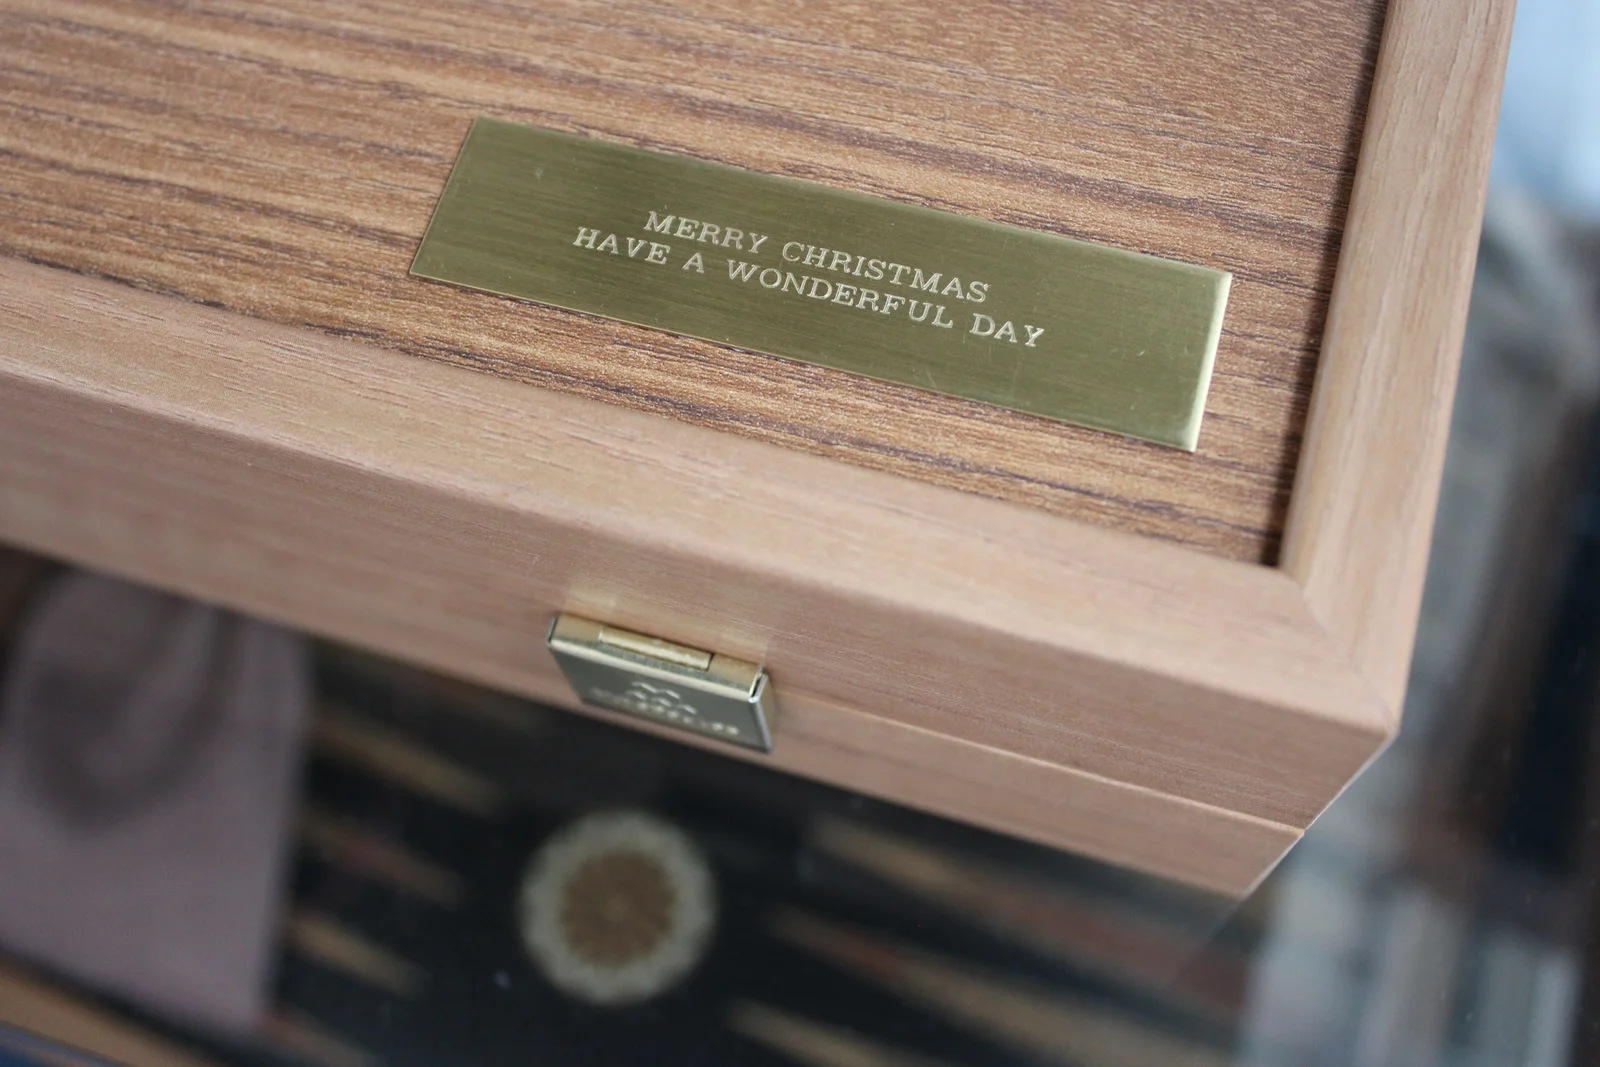 MERRY CHRISTMAS
HAVE A WONDERFUL DAY